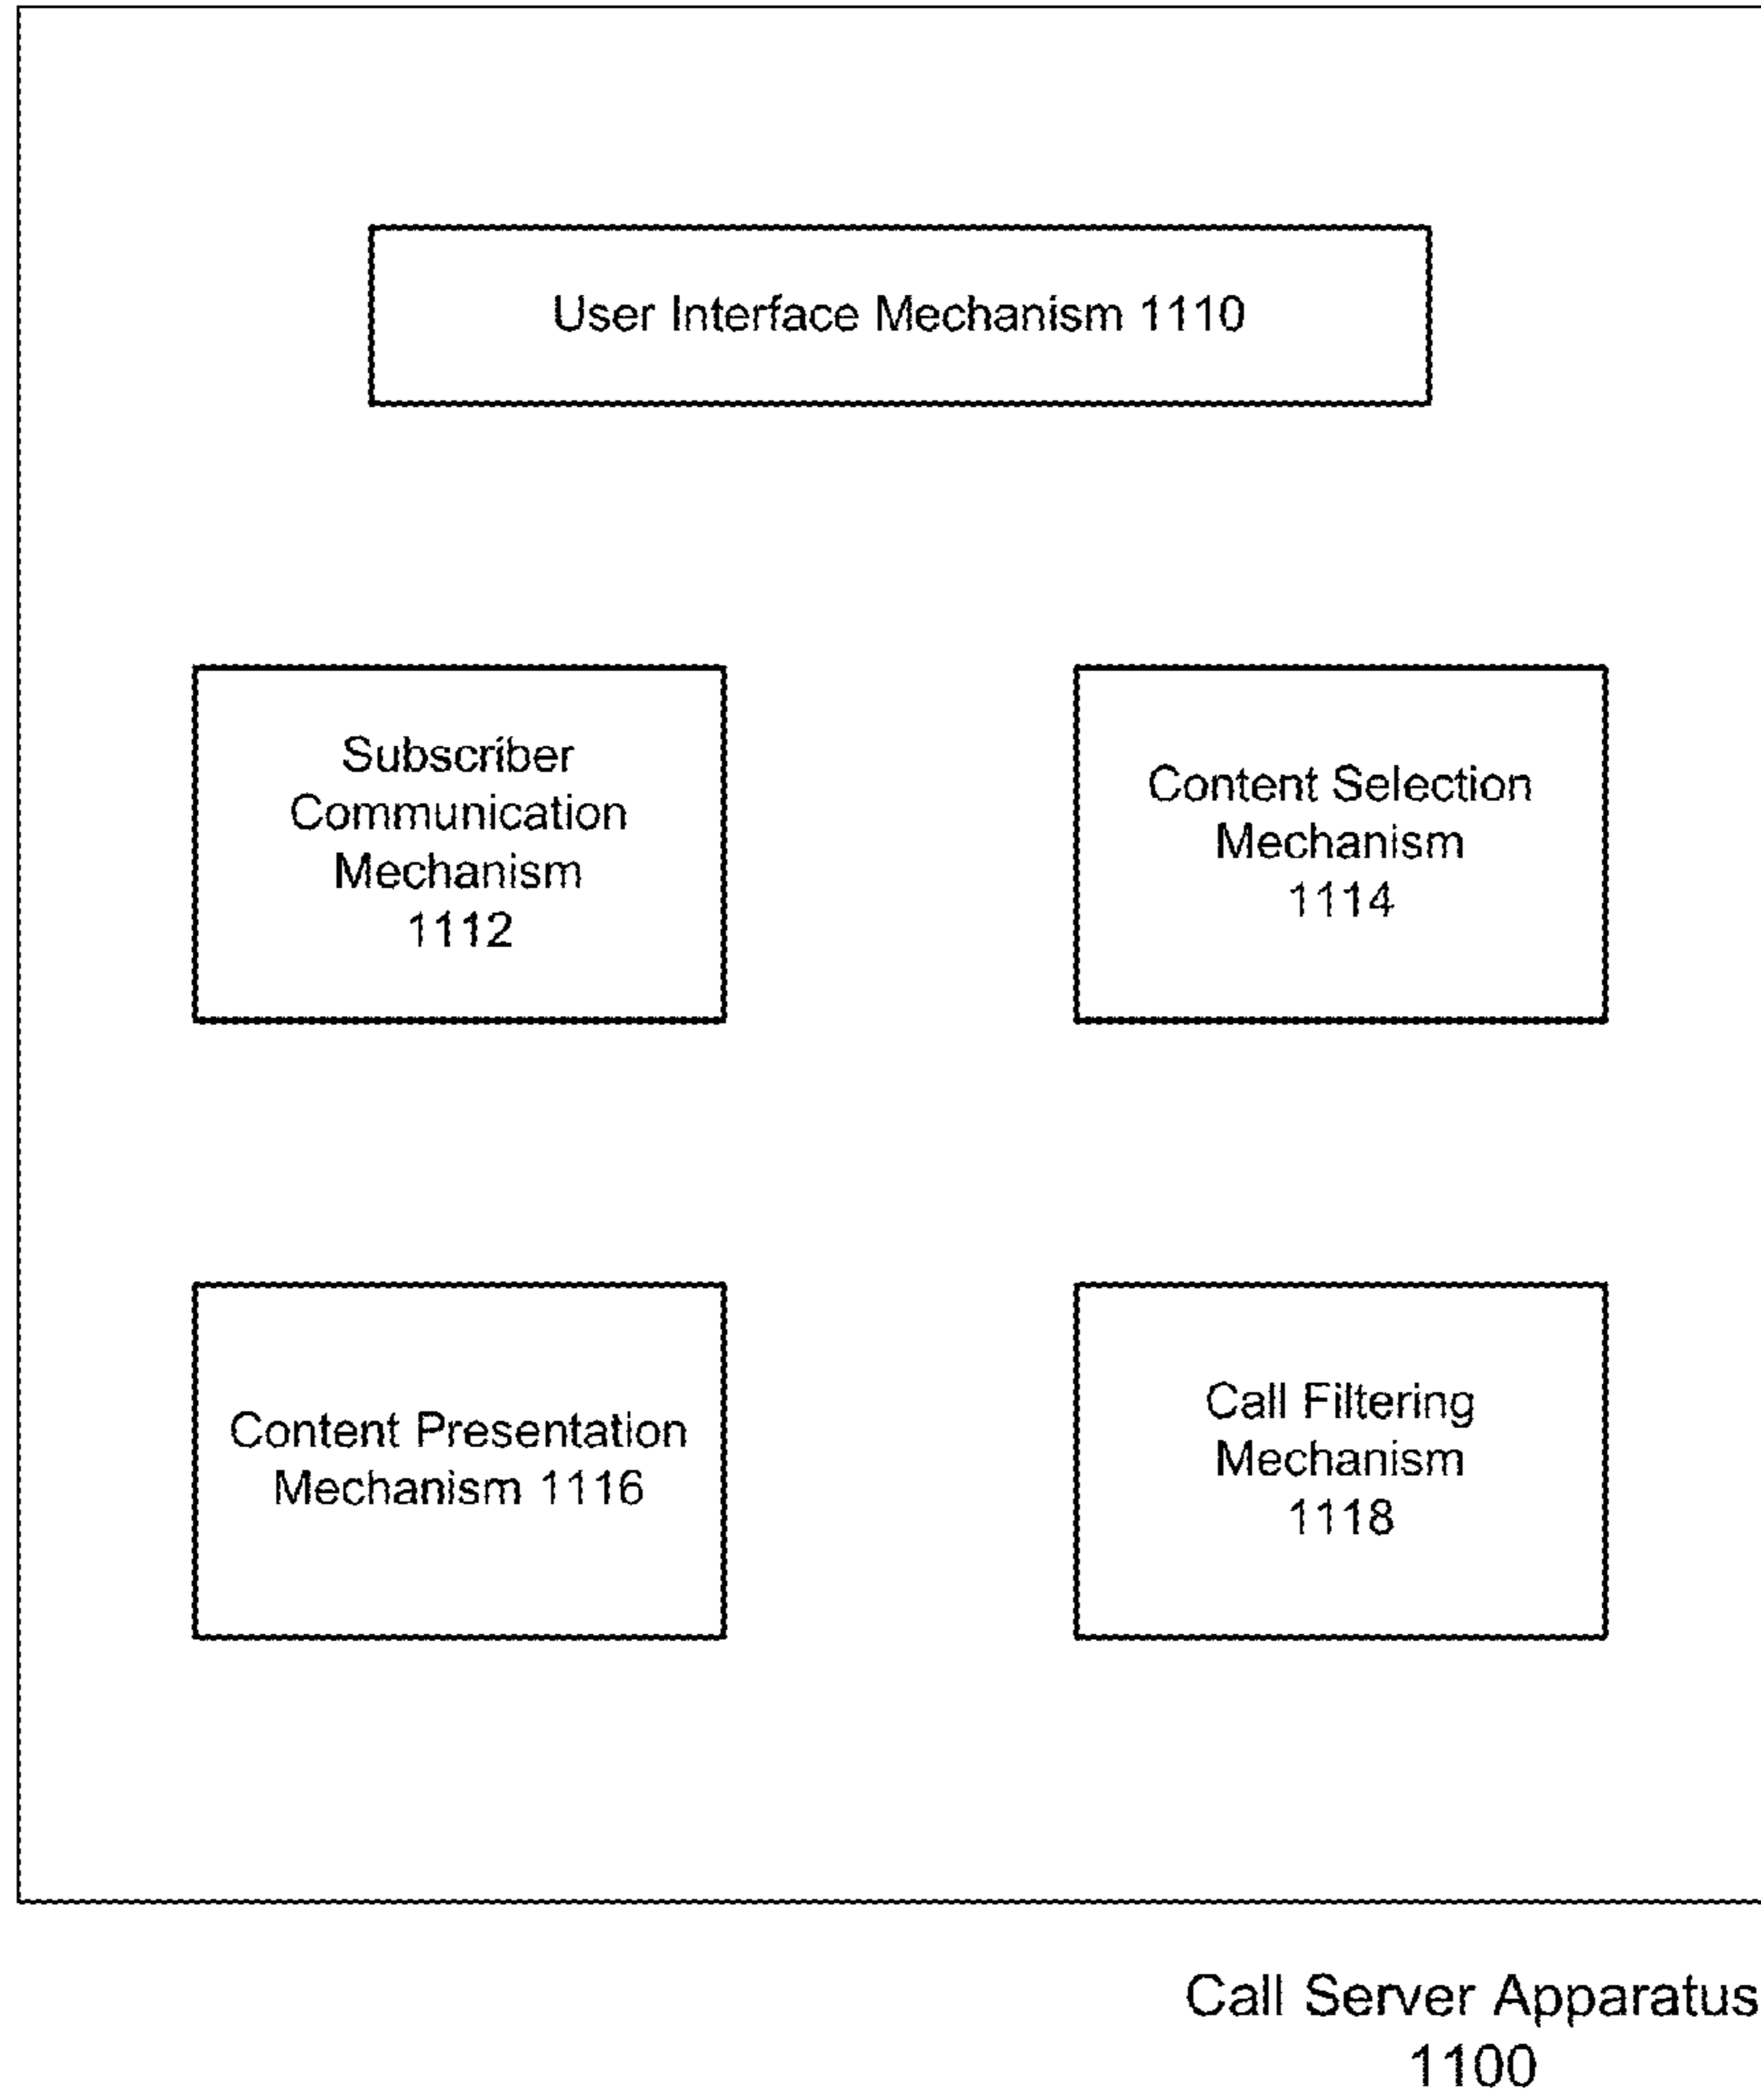 User Interface Mechanism 1110
Subscriber
Communication
Mechanism
1112
Content Selection
Mechanism
1114
Content Presentation
Mechanism 1116
Call Filtering
Mechanism
1118
Call Server Apparatus
1100